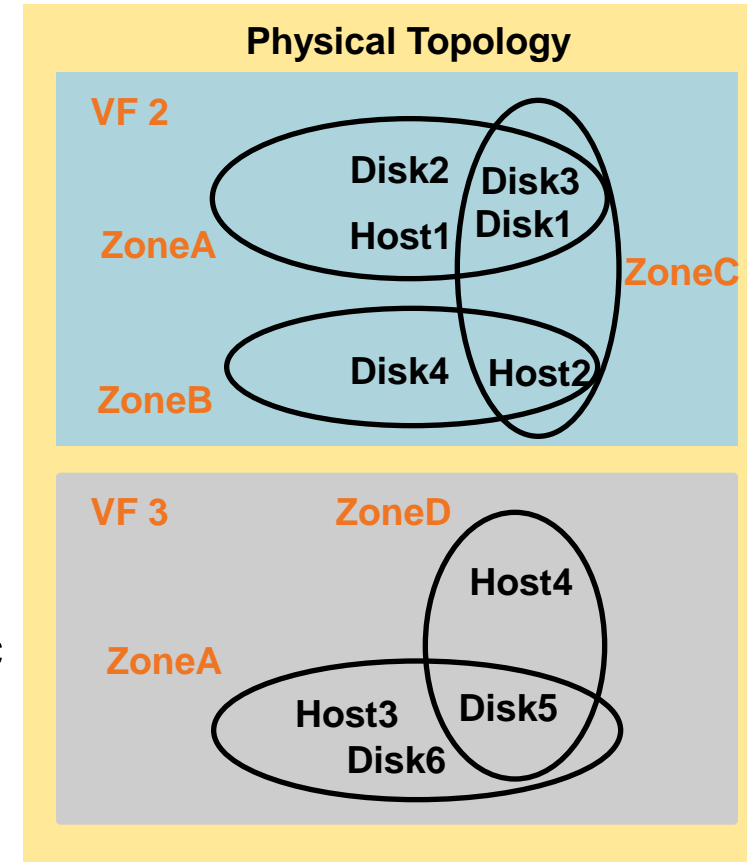 Physical Topology
VF 2
Disk2
Disk3
Host1
Disk1
ZoneA
ZoneC
Disk4
Host2
ZoneB
VF 3
ZoneD
Host4
ZoneA
Host3
Disk5
Disk6